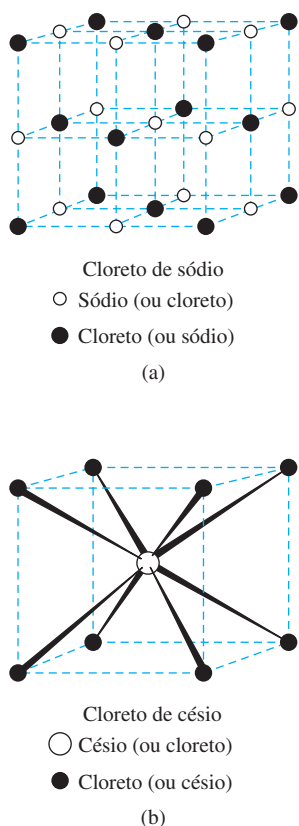 Cloreto de sódio
Sódio (ou cloreto)
Cloreto (ou sódio)
(a)
Cloreto de césio
Césio (ou cloreto)
Cloreto (ou césio)
(b)